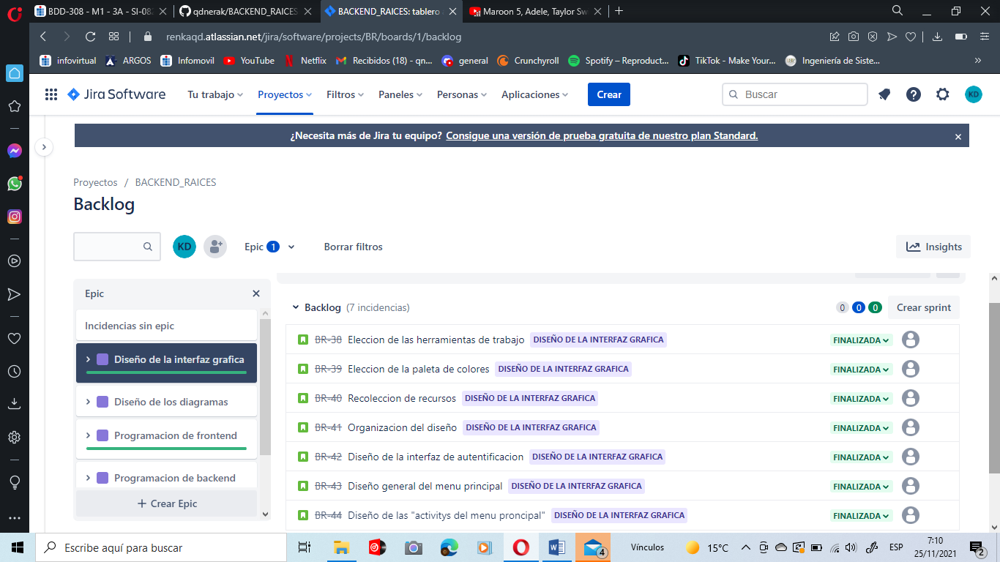 BDD-308 - M1 - 3A - SI-082
qdnerak/BACKEND_RAICES
BACKEND_RAICES: tablero
Maroon 5, Adele, Taylor Sw
renkaqd.atlassian.net/jira/software/projects/BR/boards/1/backlog
infovirtual
ARGOS
Infomovil
YouTube
Netflix
Recibidos (18) - qn...
general
Crunchyroll
Spotify – Reproduct...
TikTok - Make Your...
Ingeniería de Siste...
Jira Software
Tu trabajo
Proyectos
Filtros
Paneles
Personas
Aplicaciones
Crear
Buscar
KD
¿Necesita más de Jira tu equipo? Consigue una versión de prueba gratuita de nuestro plan Standard.
Proyectos / BACKEND_RAICES
Backlog
KD
Epic 1
Borrar filtros
Insights
Epic
Incidencias sin epic
Diseño de la interfaz grafica
Diseño de los diagramas
Programacion de frontend
Programacion de backend
+ Crear Epic
Backlog (7 incidencias)
0 0 0
Crear sprint
BR-38 Eleccion de las herramientas de trabajo DISEÑO DE LA INTERFAZ GRAFICA FINALIZADA
BR-39 Eleccion de la paleta de colores DISEÑO DE LA INTERFAZ GRAFICA FINALIZADA
BR-40 Recoleccion de recursos DISEÑO DE LA INTERFAZ GRAFICA FINALIZADA
BR-41 Organizacion del diseño DISEÑO DE LA INTERFAZ GRAFICA FINALIZADA
BR-42 Diseño de la interfaz de autentificacion DISEÑO DE LA INTERFAZ GRAFICA FINALIZADA
BR-43 Diseño general del menu principal DISEÑO DE LA INTERFAZ GRAFICA FINALIZADA
BR-44 Diseño de las "activitys del menu proncipal" DISEÑO DE LA INTERFAZ GRAFICA FINALIZADA
Escribe aquí para buscar
4
Vínculos
15°C
ESP
7:10
25/11/2021
2